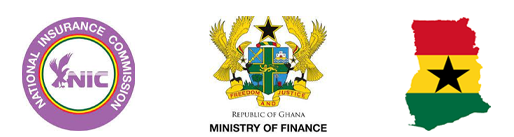 NATIONAL INSURANCE COMMISSION
NIC
FREEDOM AND JUSTICE
REPUBLIC OF GHANA
MINISTRY OF FINANCE